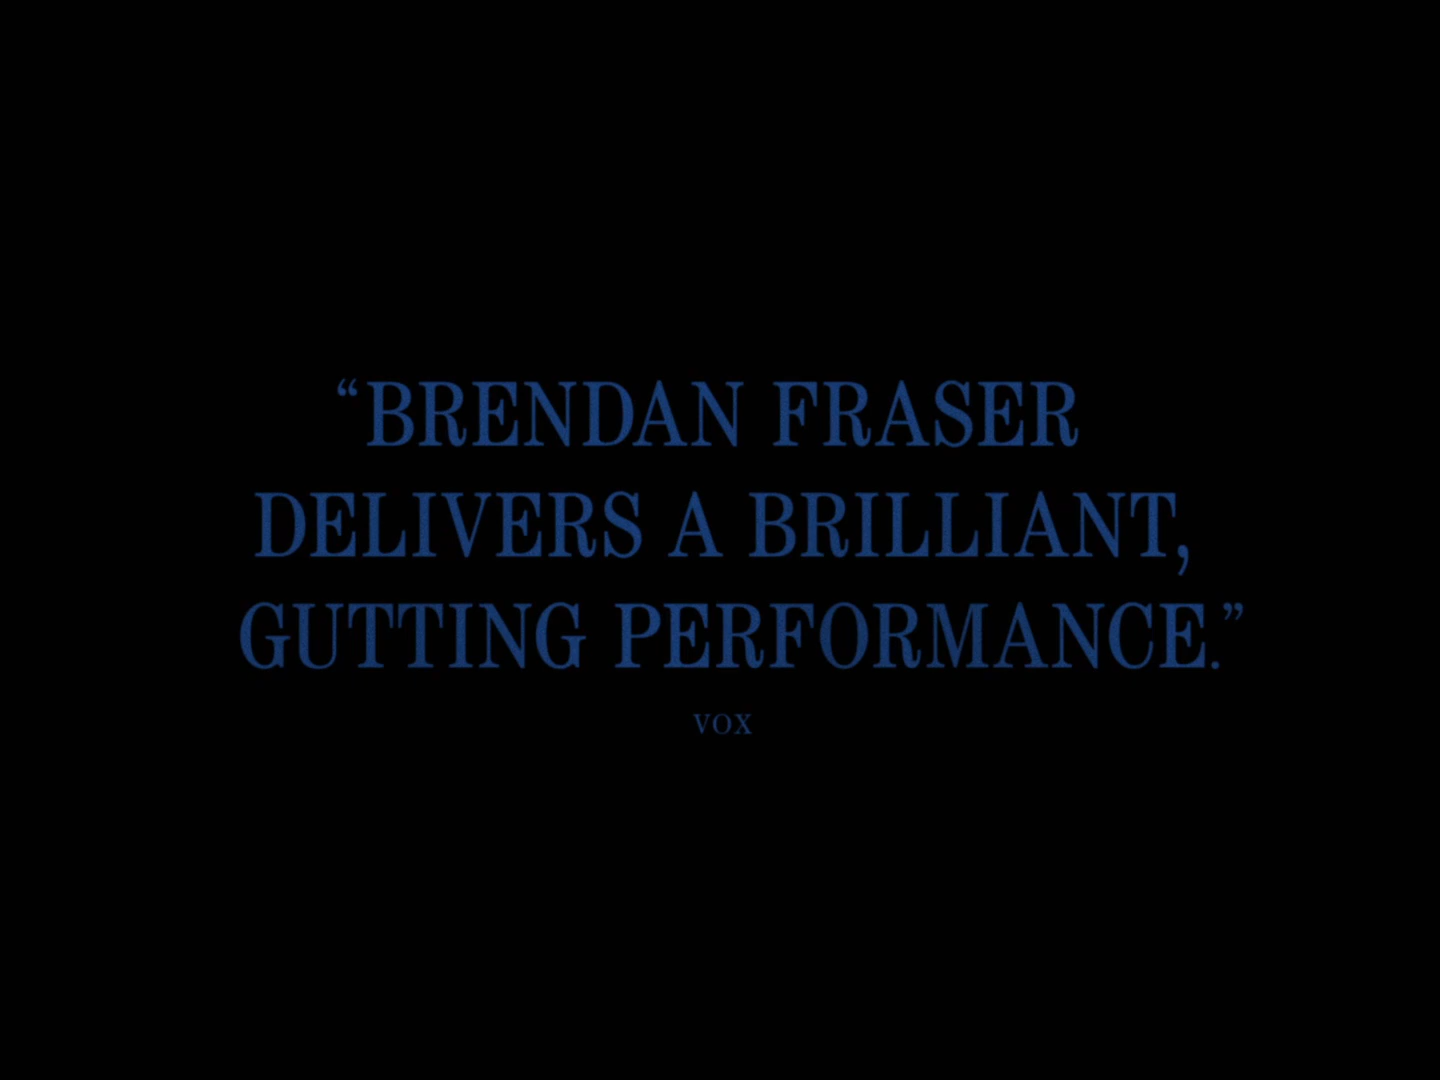 “BRENDAN FRASER
DELIVERS A BRILLIANT,
GUTTING PERFORMANCE.”
VOX